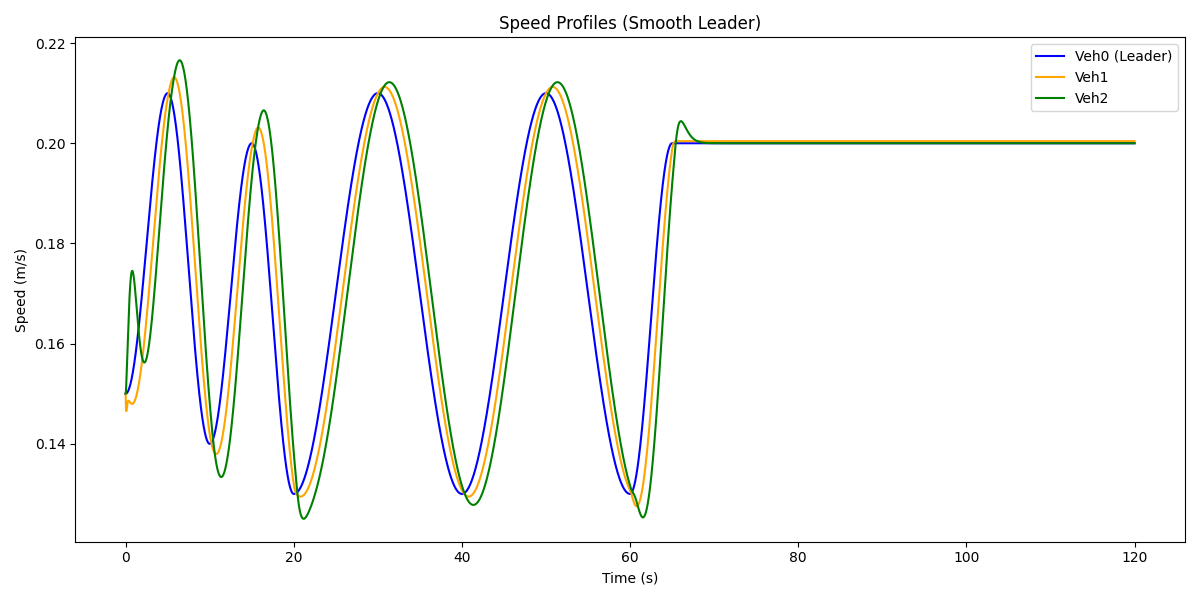 Speed Profiles (Smooth Leader)
Veh0 (Leader)
Veh1
Veh2
Speed (m/s)
0.22
0.20
0.18
0.16
0.14
0 20 40 60 80 100 120
Time (s)